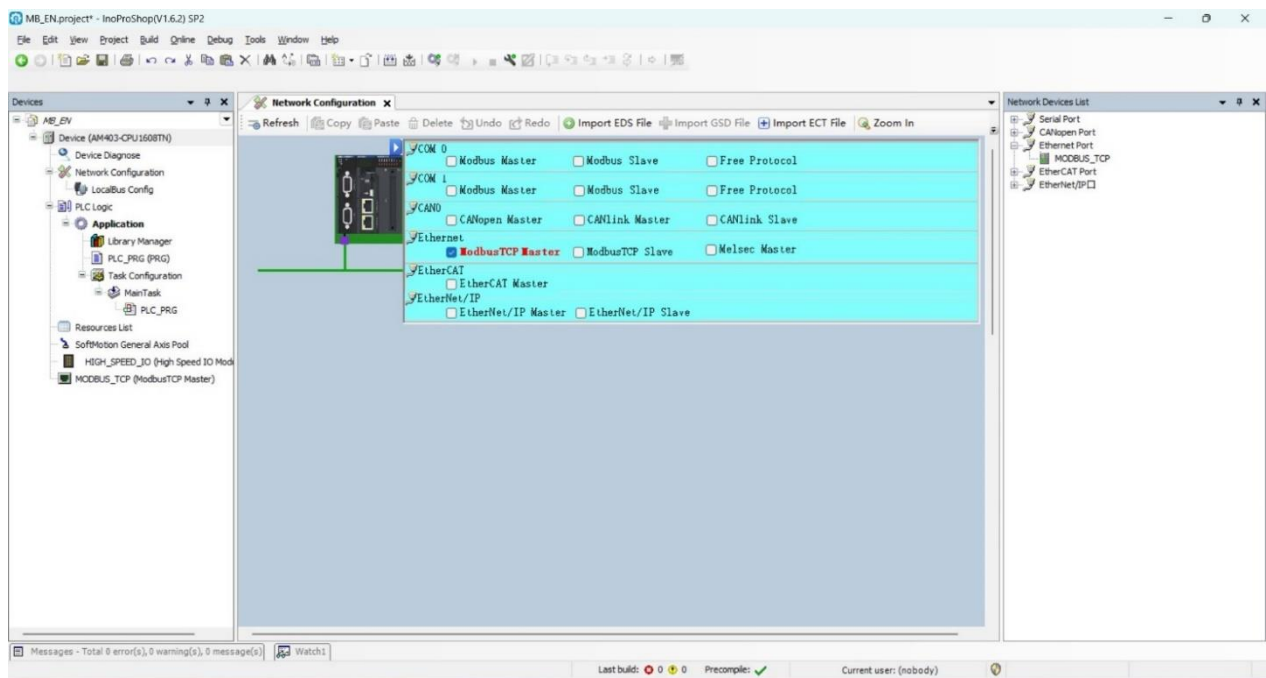 MB_EN.project* - InoProShop(V1.6.2) SP2
File Edit View Project Build Online Debug Tools Window Help
Devices
MB_EN
Device (AM403-CPU1608TN)
Device Diagnose
Network Configuration
LocalBus Config
PLC Logic
Application
Library Manager
PLC_PRG (PRG)
Task Configuration
MainTask
PLC_PRG
Resources List
SoftMotion General Axis Pool
HIGH_SPEED_IO (High Speed IO Modu
MODBUS_TCP (ModbusTCP Master)
Network Configuration
Refresh Copy Paste Delete Undo Redo Import EDS File Import GSD File Import ECT File Zoom In
COM 0
Modbus Master Modbus Slave Free Protocol
COM 1
Modbus Master Modbus Slave Free Protocol
CAN0
CANopen Master CANlink Master CANlink Slave
Ethernet
ModbusTCP Master ModbusTCP Slave Melsec Master
EtherCAT
EtherCAT Master
EtherNet/IP
EtherNet/IP Master EtherNet/IP Slave
Network Devices List
Serial Port
CANopen Port
Ethernet Port
MODBUS_TCP
EtherCAT Port
EtherNet/IP口
Messages - Total 0 error(s), 0 warning(s), 0 message(s) Watch1
Last build: 0 0 Precompile: Current user: (nobody)